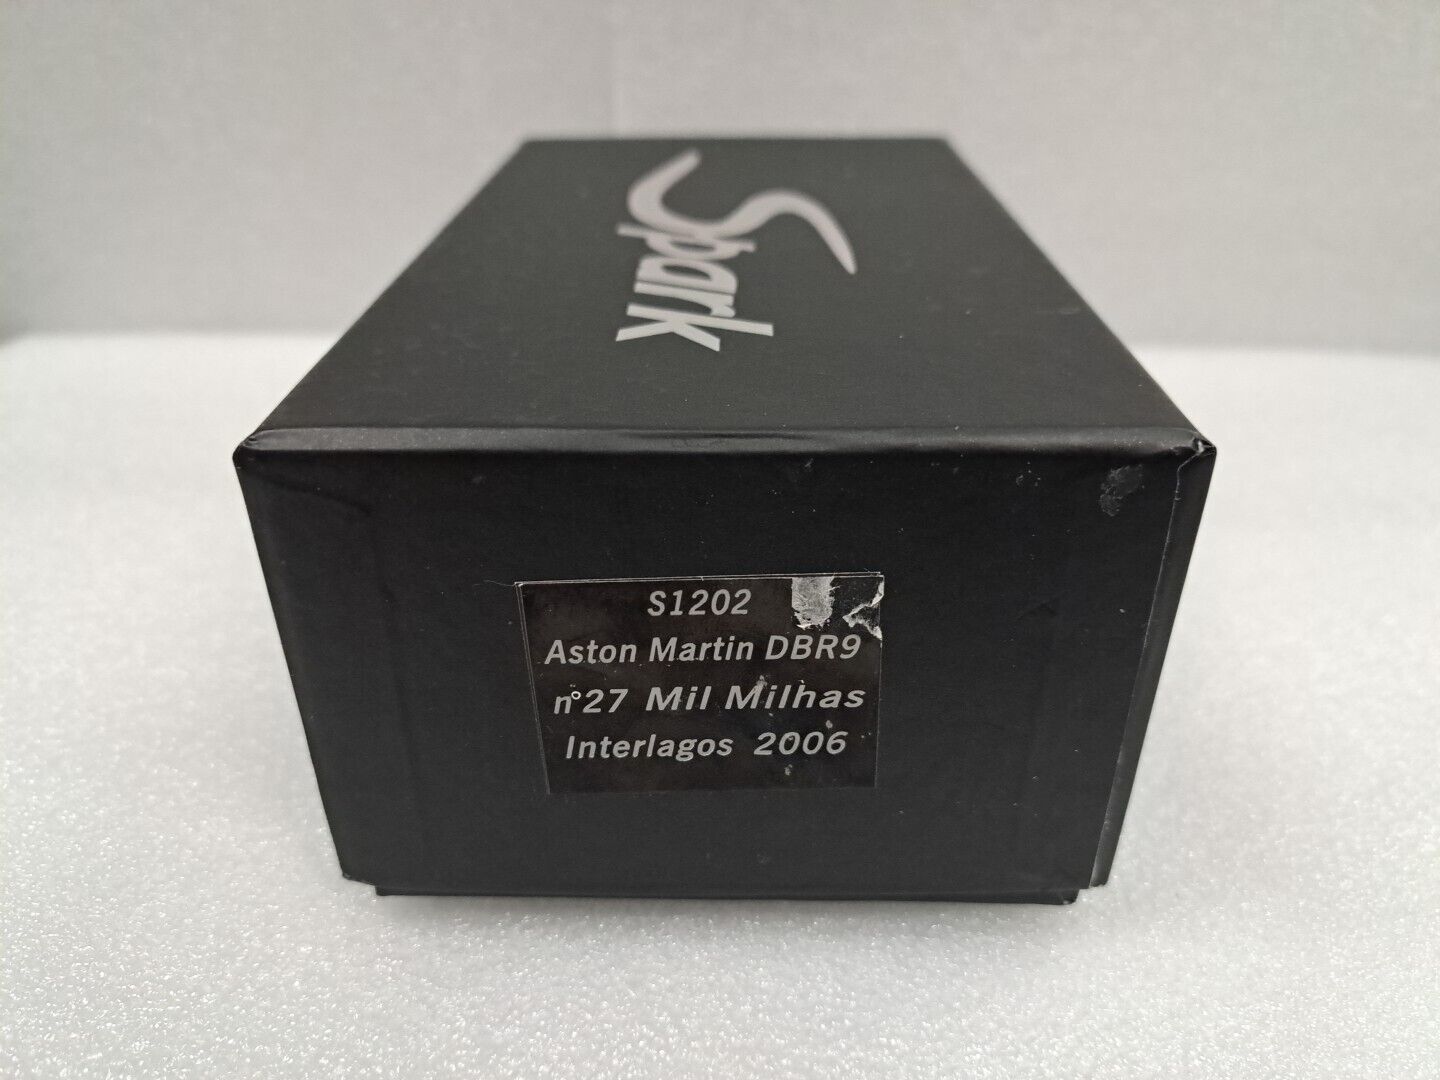 Spark
S1202
Aston Martin DBR9
n°27 Mil Milhas
Interlagos 2006